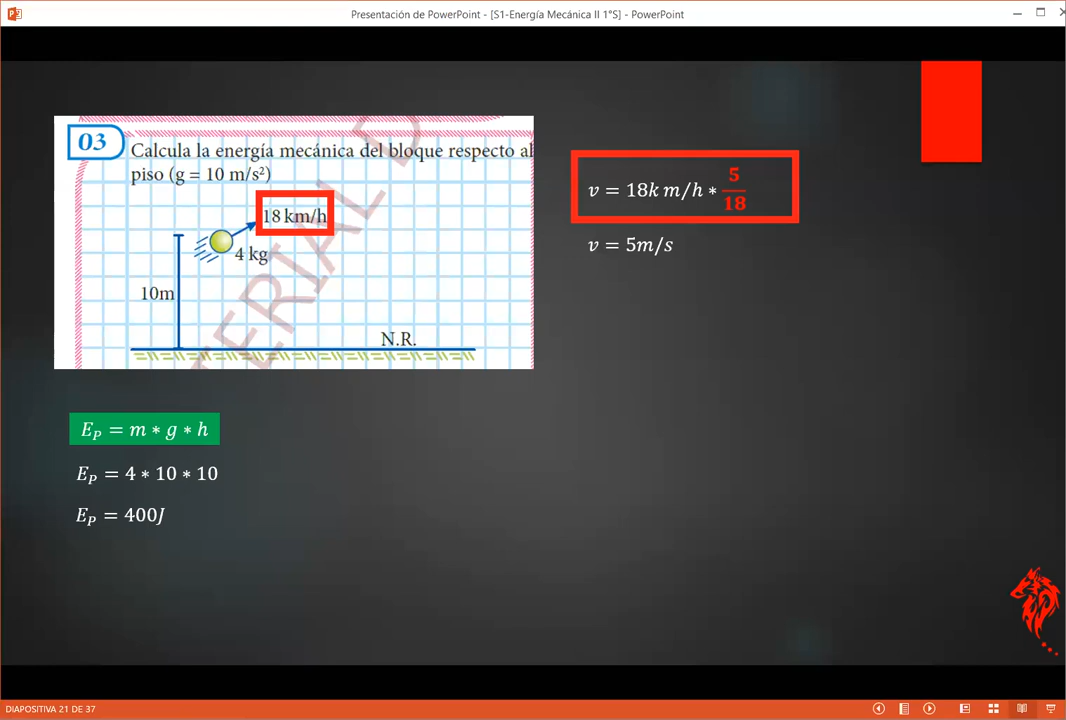 Presentación de PowerPoint - [S1-Energía Mecánica II 1°S] - PowerPoint
03
Calcula la energía mecánica del bloque respecto al
piso (g = 10 m/s²)
18 km/h
4 kg
10m
N.R.
v = 18k m/h * 5/18
v = 5m/s
E_P = m * g * h
E_P = 4 * 10 * 10
E_P = 400J
DIAPOSITIVA 21 DE 37